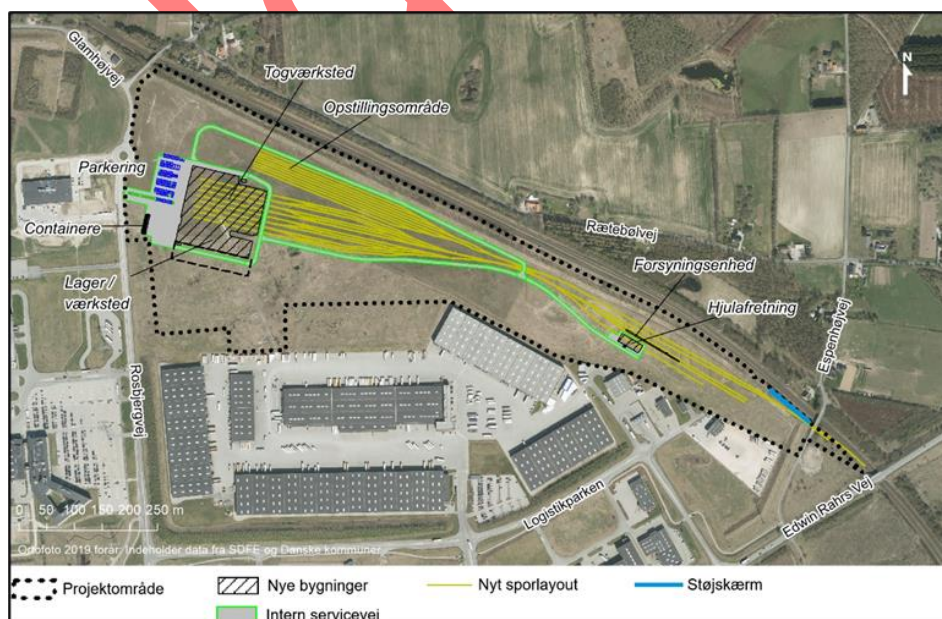 Glamhøjvej
Togværksted
Opstillingsområde
N
Parkering
Containere
Lager /
værksted
Rætebølvej
Forsyningsenhed
Hjulafretning
Espenhøjvej
Rosbjergvej
Logistikparken
Edwin Rahrs Vej
0 50 100 150 200 250 m
Ortofoto 2019 forår: Indeholder data fra SDFE og Danske kommuner
Projektområde
Nye bygninger
Nyt sporlayout
Støjskærm
Intern servicevej